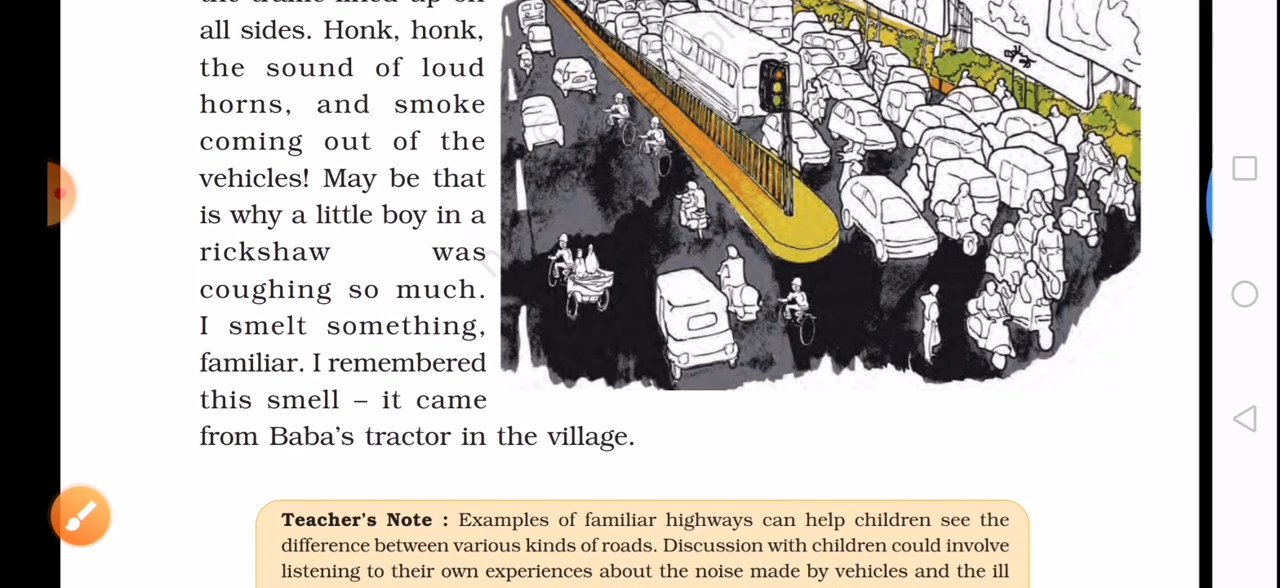 all sides. Honk, honk,
the sound of loud
horns, and smoke
coming out of the
vehicles! May be that
is why a little boy in a
rickshaw was
coughing so much.
I smelt something,
familiar. I remembered
this smell – it came
from Baba's tractor in the village.
Teacher's Note : Examples of familiar highways can help children see the
difference between various kinds of roads. Discussion with children could involve
listening to their own experiences about the noise made by vehicles and the ill